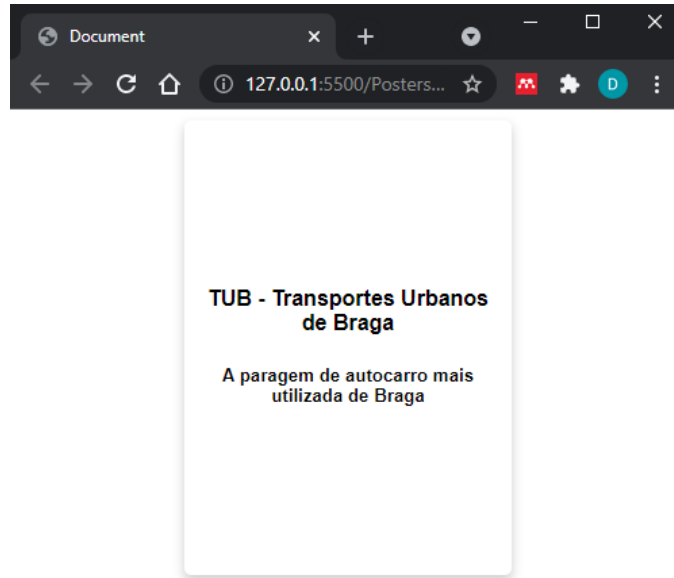 Document
127.0.0.1:5500/Posters...
D
TUB - Transportes Urbanos
de Braga
A paragem de autocarro mais
utilizada de Braga